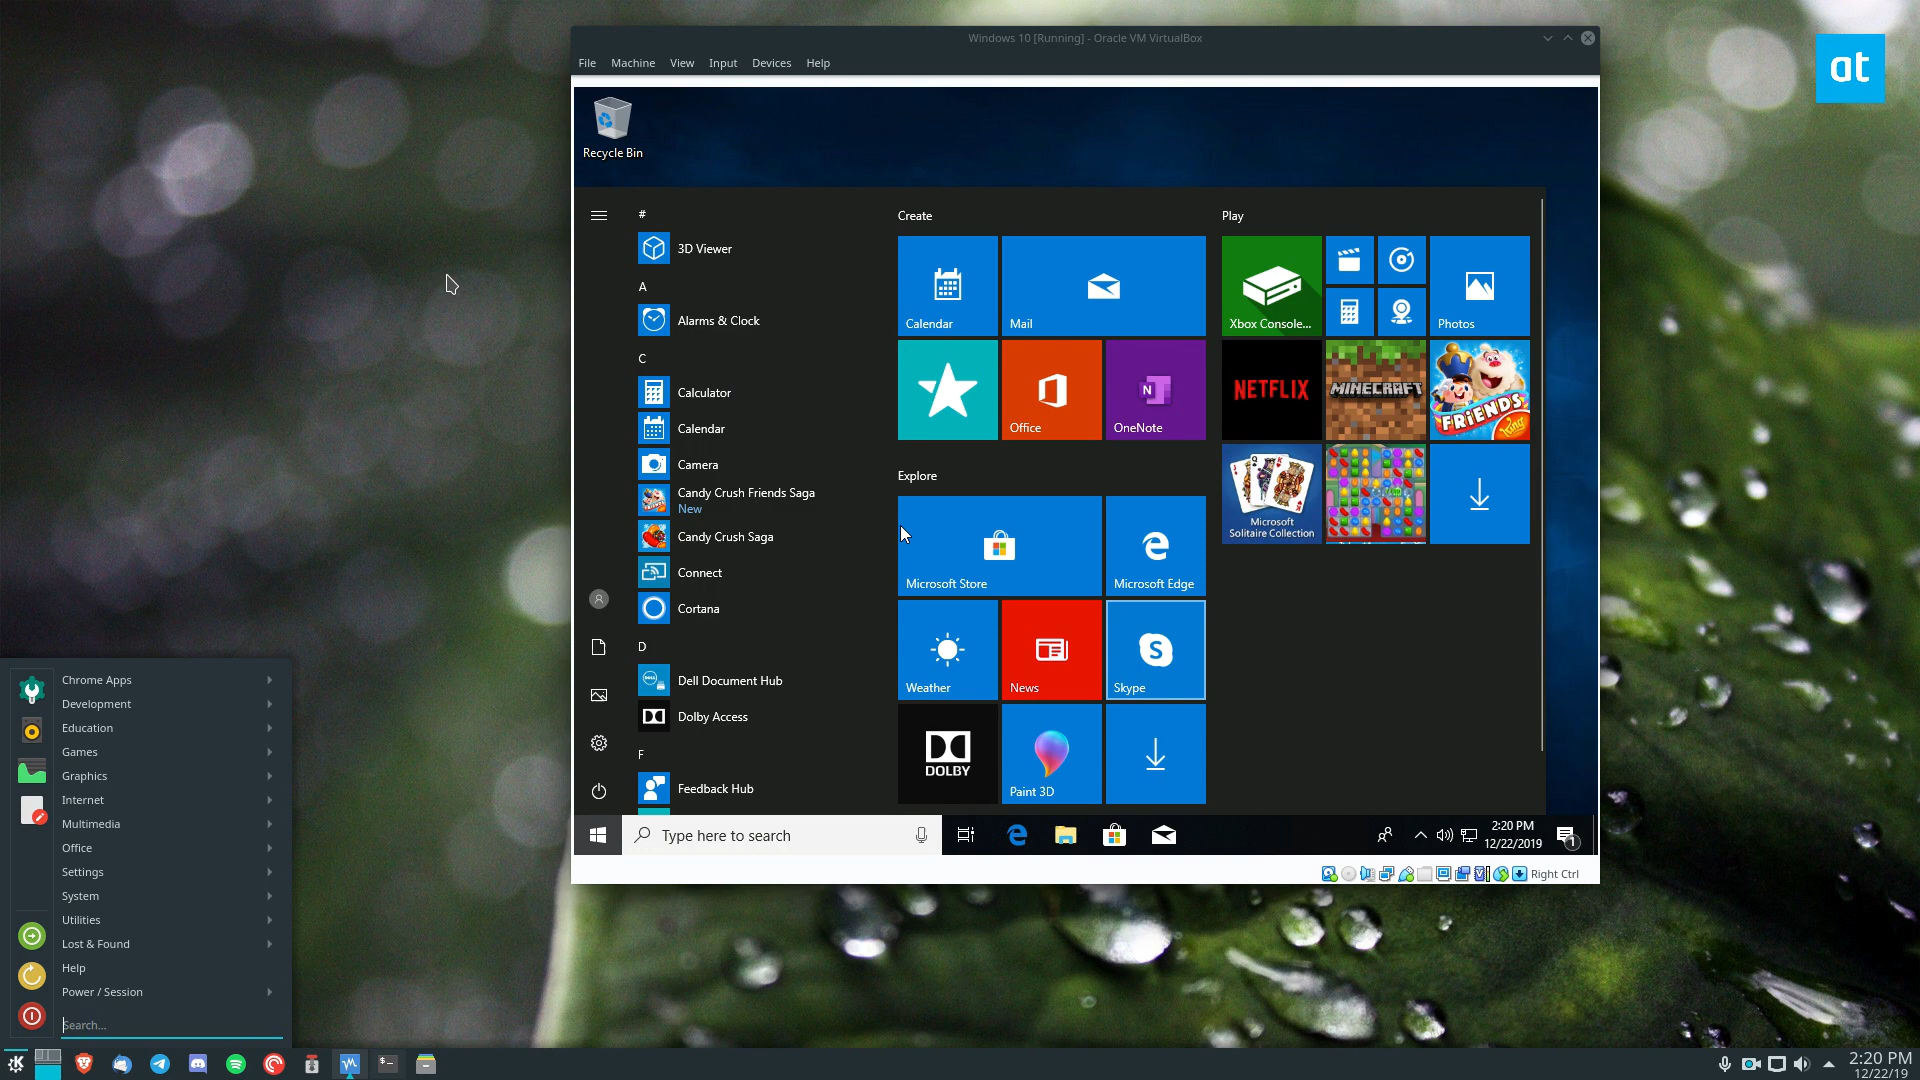 Windows 10 [Running] - Oracle VM VirtualBox
File Machine View Input Devices Help
at
Recycle Bin
#
3D Viewer
A
Alarms & Clock
C
Calculator
Calendar
Camera
Candy Crush Friends Saga
New
Candy Crush Saga
Connect
Cortana
D
Dell Document Hub
Dolby Access
F
Feedback Hub
Create
Calendar
Mail
Office
N
OneNote
Explore
Microsoft Store
Microsoft Edge
Weather
News
S
Skype
DOLBY
Paint 3D
Play
Xbox Console...
Photos
NETFLIX
MINECRAFT
FRIENDS
King
Microsoft
Solitaire Collection
Type here to search
2:20 PM
12/22/2019
1
Right Ctrl
Chrome Apps
Development
Education
Games
Graphics
Internet
Multimedia
Office
Settings
System
Utilities
Lost & Found
Help
Power / Session
Search...
2:20 PM
12/22/19